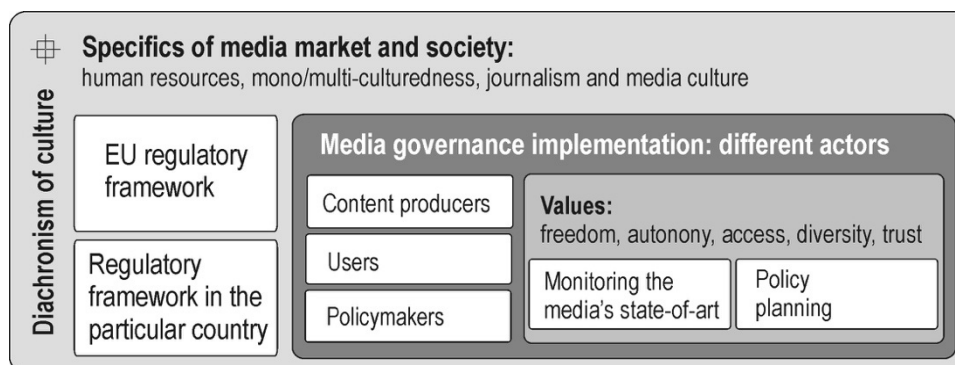 Specifics of media market and society:
human resources, mono/multi-culturedness, journalism and media culture
Diachronism of culture
EU regulatory
framework
Regulatory
framework in the
particular country
Media governance implementation: different actors
Content producers
Users
Policymakers
Values:
freedom, autonony, access, diversity, trust
Monitoring the
media's state-of-art
Policy
planning